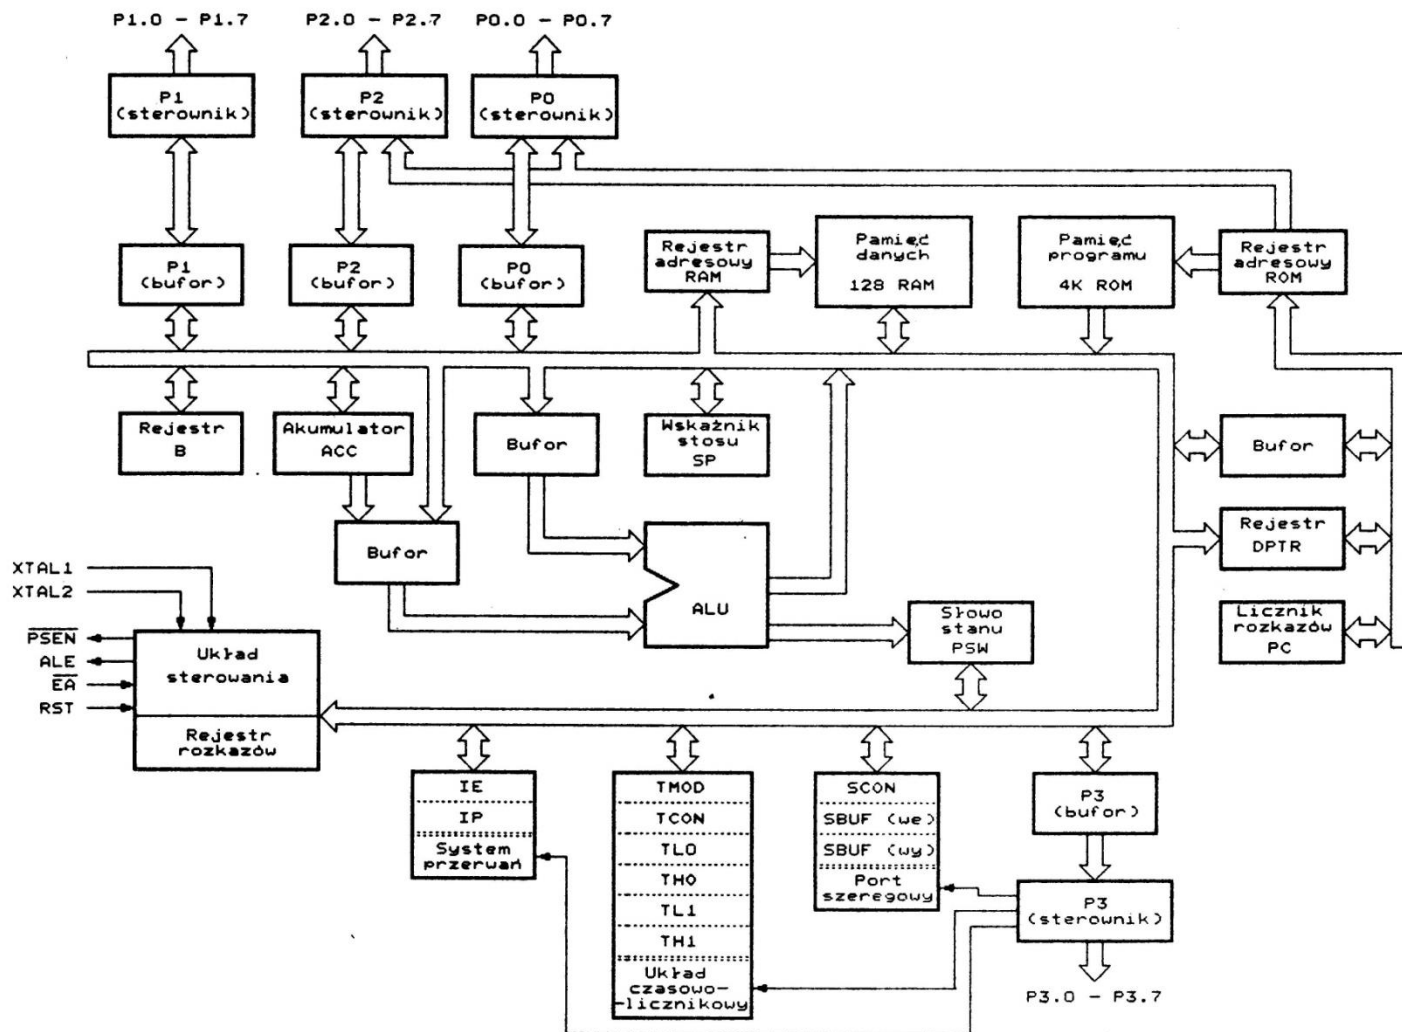 P1.0 - P1.7
P2.0 - P2.7
P0.0 - P0.7
P1
(sterownik)
P2
(sterownik)
P0
(sterownik)
P1
(bufor)
P2
(bufor)
P0
(bufor)
Rejestr
adresowy
RAM
Pamięć
danych
128 RAM
Pamięć
programu
4K ROM
Rejestr
adresowy
ROM
Rejestr
B
Akumulator
ACC
Bufor
Wskaźnik
stosu
SP
Bufor
Bufor
Rejestr
DPTR
ALU
Słowo
stanu
PSW
Licznik
rozkazów
PC
XTAL1
XTAL2
PSEN
ALE
EA
RST
Układ
sterowania
Rejestr
rozkazów
IE
IP
System
przerwań
TMOD
TCON
TL0
TH0
TL1
TH1
Układ
czasowo-
-licznikowy
SCON
SBUF (we)
SBUF (wy)
Port
szeregowy
P3
(bufor)
P3
(sterownik)
P3.0 - P3.7